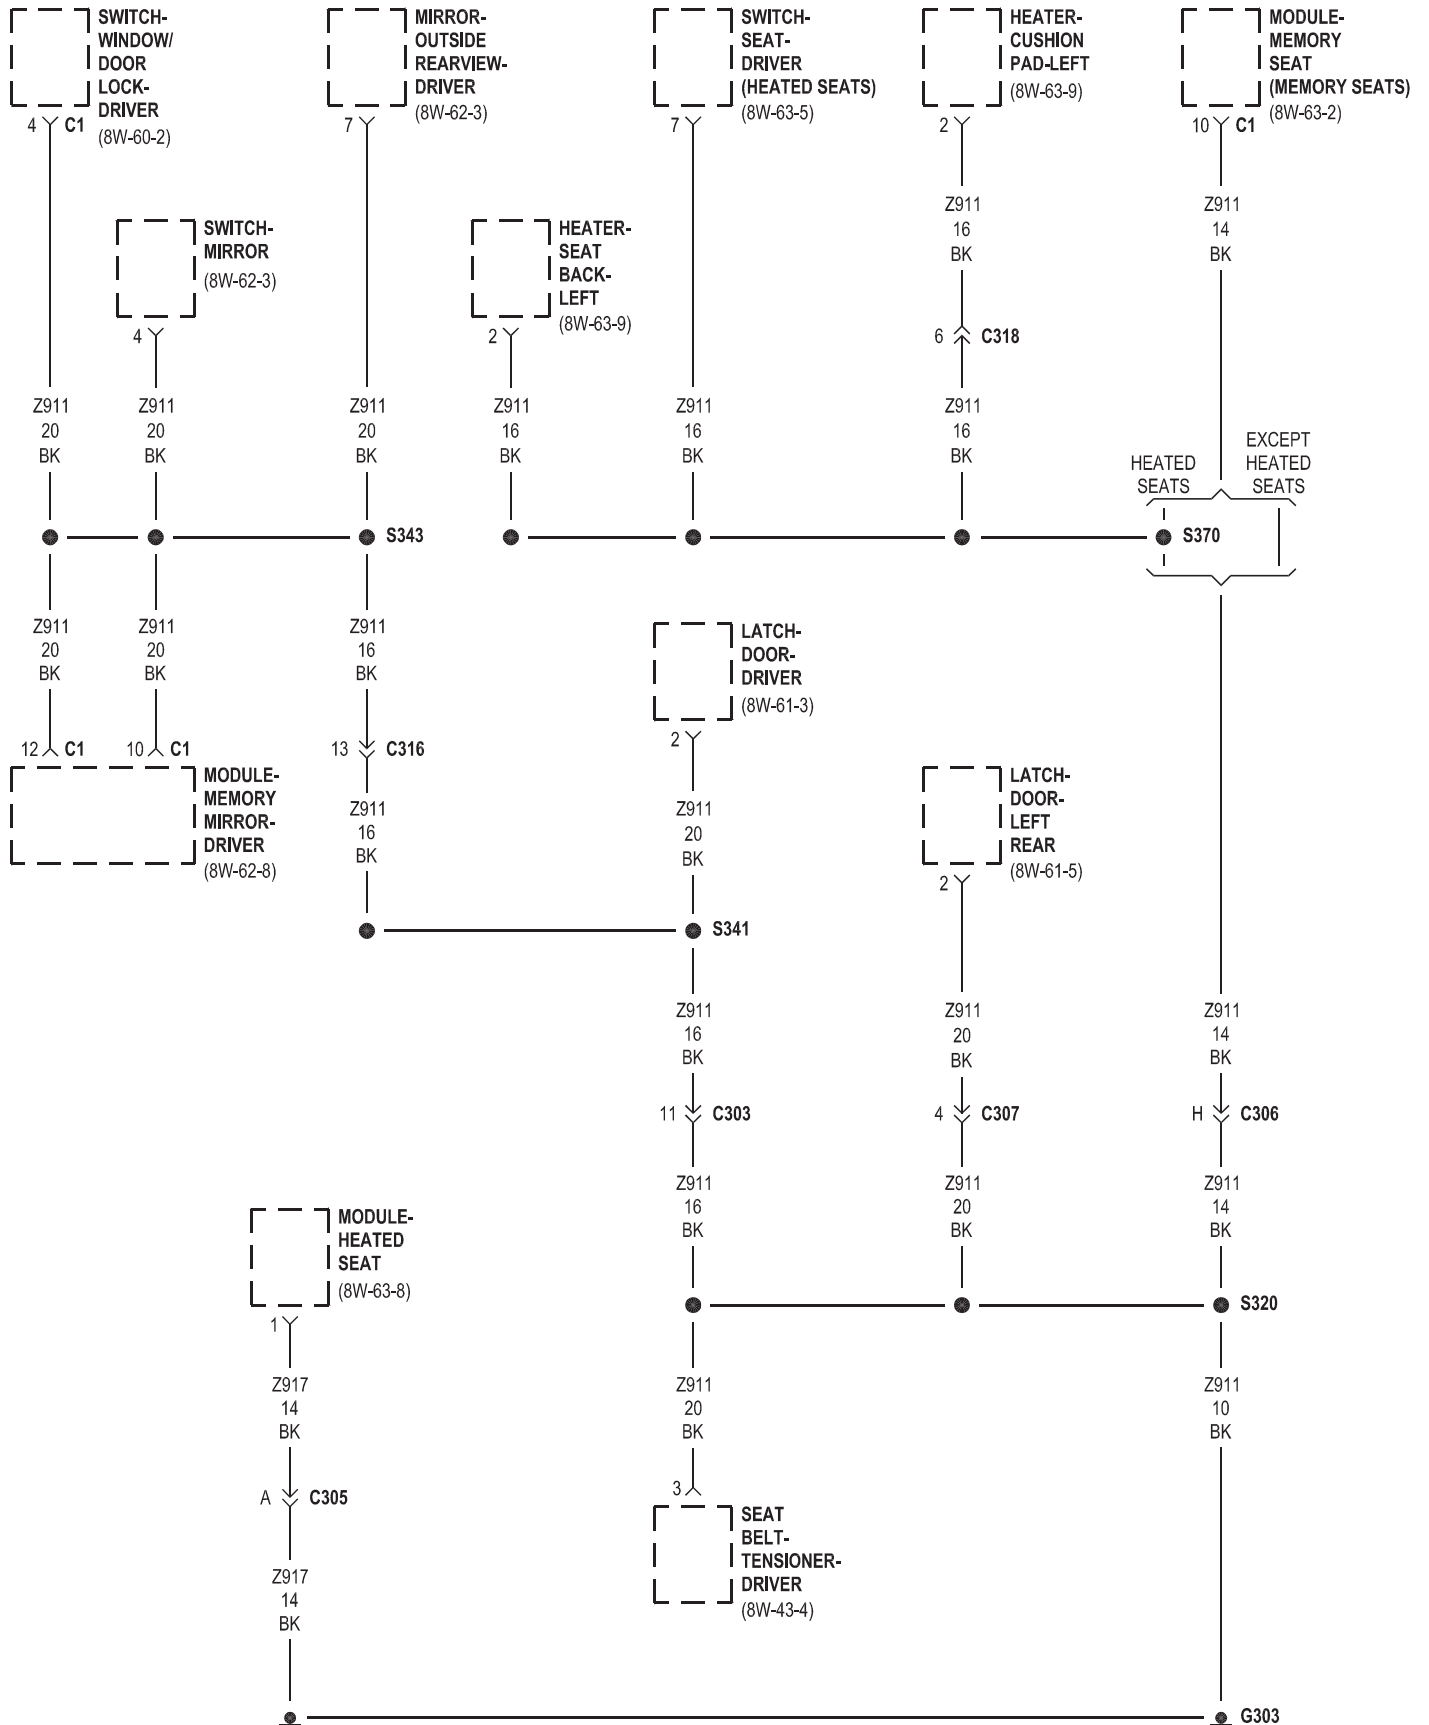 SWITCH-
WINDOW/
DOOR
LOCK-
DRIVER
(8W-60-2)
4 C1
MIRROR-
OUTSIDE
REARVIEW-
DRIVER
(8W-62-3)
7
SWITCH-
SEAT-
DRIVER
(HEATED SEATS)
(8W-63-5)
7
HEATER-
CUSHION
PAD-LEFT
(8W-63-9)
2
MODULE-
MEMORY
SEAT
(MEMORY SEATS)
(8W-63-2)
10 C1
Z911
16
BK
Z911
14
BK
SWITCH-
MIRROR
(8W-62-3)
4
HEATER-
SEAT
BACK-
LEFT
(8W-63-9)
2
6 C318
Z911
20
BK
Z911
20
BK
Z911
20
BK
Z911
16
BK
Z911
16
BK
Z911
16
BK
HEATED
SEATS
EXCEPT
HEATED
SEATS
S343
S370
Z911
20
BK
Z911
20
BK
Z911
16
BK
LATCH-
DOOR-
DRIVER
(8W-61-3)
2
12 C1
10 C1
13 C316
MODULE-
MEMORY
MIRROR-
DRIVER
(8W-62-8)
Z911
16
BK
Z911
20
BK
LATCH-
DOOR-
LEFT
REAR
(8W-61-5)
2
S341
Z911
16
BK
Z911
20
BK
Z911
14
BK
11 C303
4 C307
H C306
Z911
16
BK
Z911
20
BK
Z911
14
BK
MODULE-
HEATED
SEAT
(8W-63-8)
1
S320
Z917
14
BK
Z911
20
BK
Z911
10
BK
A C305
3
SEAT
BELT-
TENSIONER-
DRIVER
(8W-43-4)
Z917
14
BK
G303